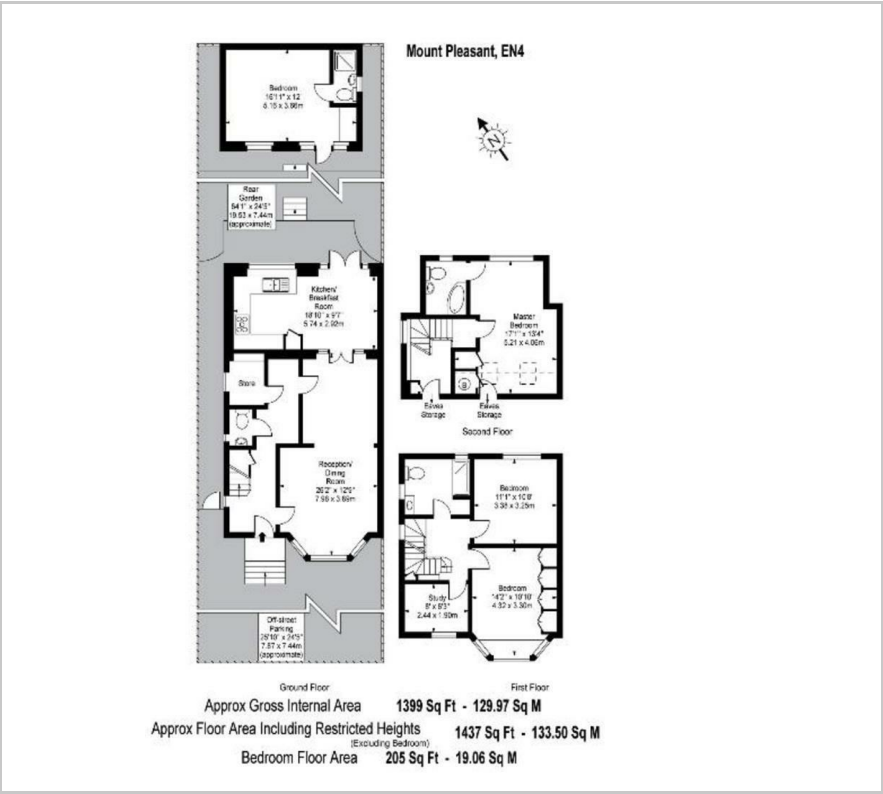 Mount Pleasant, EN4
Bedroom
16'11" x 12'
5.15 x 3.66m
N
Rear
Garden
64'1" x 24'5"
19.53 x 7.44m
(approximate)
Kitchen/
Breakfast
Room
18'10" x 9'7"
5.74 x 2.92m
Store
Reception/
Dining
Room
26'2" x 12'9"
7.98 x 3.89m
Off-street
Parking
25'10" x 24'5"
7.87 x 7.44m
(approximate)
Ground Floor
Master
Bedroom
17'1" x 13'4"
5.21 x 4.06m
B
Eaves
Storage
Eaves
Storage
Second Floor
Bedroom
11'1" x 10'8"
3.38 x 3.25m
Bedroom
14'2" x 10'10"
4.32 x 3.30m
Study
8' x 6'3"
2.44 x 1.90m
First Floor
Approx Gross Internal Area 1399 Sq Ft - 129.97 Sq M
Approx Floor Area Including Restricted Heights 1437 Sq Ft - 133.50 Sq M
(Excluding Bedroom)
Bedroom Floor Area 205 Sq Ft - 19.06 Sq M